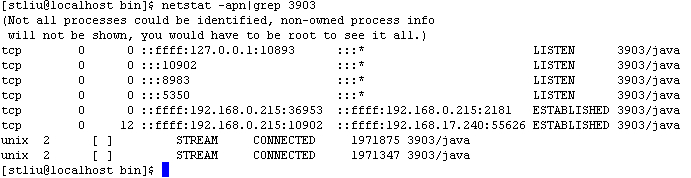 [stliu@localhost bin]$ netstat -apn|grep 3903
(Not all processes could be identified, non-owned process info
 will not be shown, you would have to be root to see it all.)
tcp        0      0 ::ffff:127.0.0.1:10893      :::*                        LISTEN      3903/java
tcp        0      0 :::10902                    :::*                        LISTEN      3903/java
tcp        0      0 :::8983                     :::*                        LISTEN      3903/java
tcp        0      0 :::5350                     :::*                        LISTEN      3903/java
tcp        0      0 ::ffff:192.168.0.215:36953  ::ffff:192.168.0.215:2181   ESTABLISHED 3903/java
tcp        0     12 ::ffff:192.168.0.215:10902  ::ffff:192.168.17.240:55626 ESTABLISHED 3903/java
unix  2      [ ]         STREAM     CONNECTED     1971875 3903/java
unix  2      [ ]         STREAM     CONNECTED     1971347 3903/java
[stliu@localhost bin]$